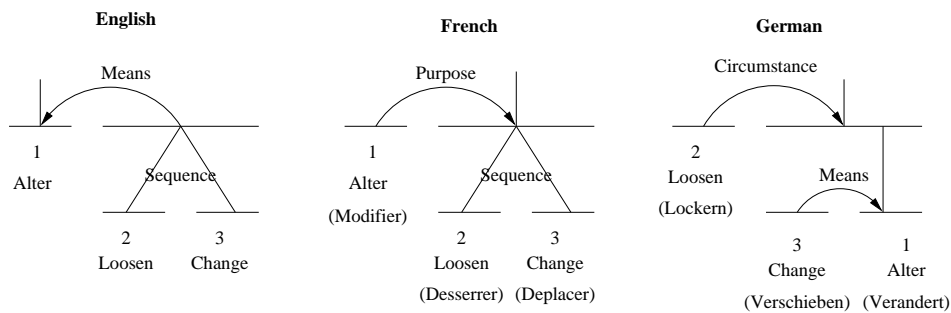 English
Means
1
Alter
Sequence
2
Loosen
3
Change
French
Purpose
1
Alter
(Modifier)
Sequence
2
Loosen
(Desserrer)
3
Change
(Deplacer)
German
Circumstance
2
Loosen
(Lockern)
Means
3
Change
(Verschieben)
1
Alter
(Verandert)